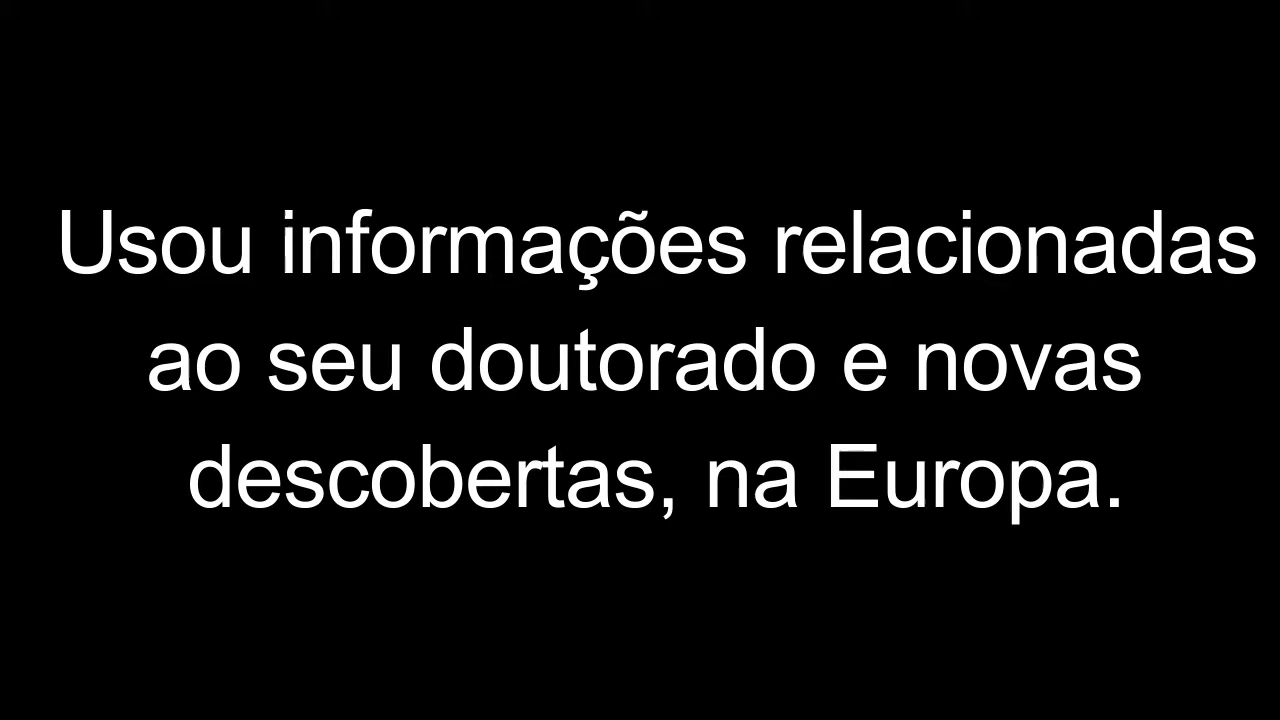 Usou informações relacionadas
ao seu doutorado e novas
descobertas, na Europa.